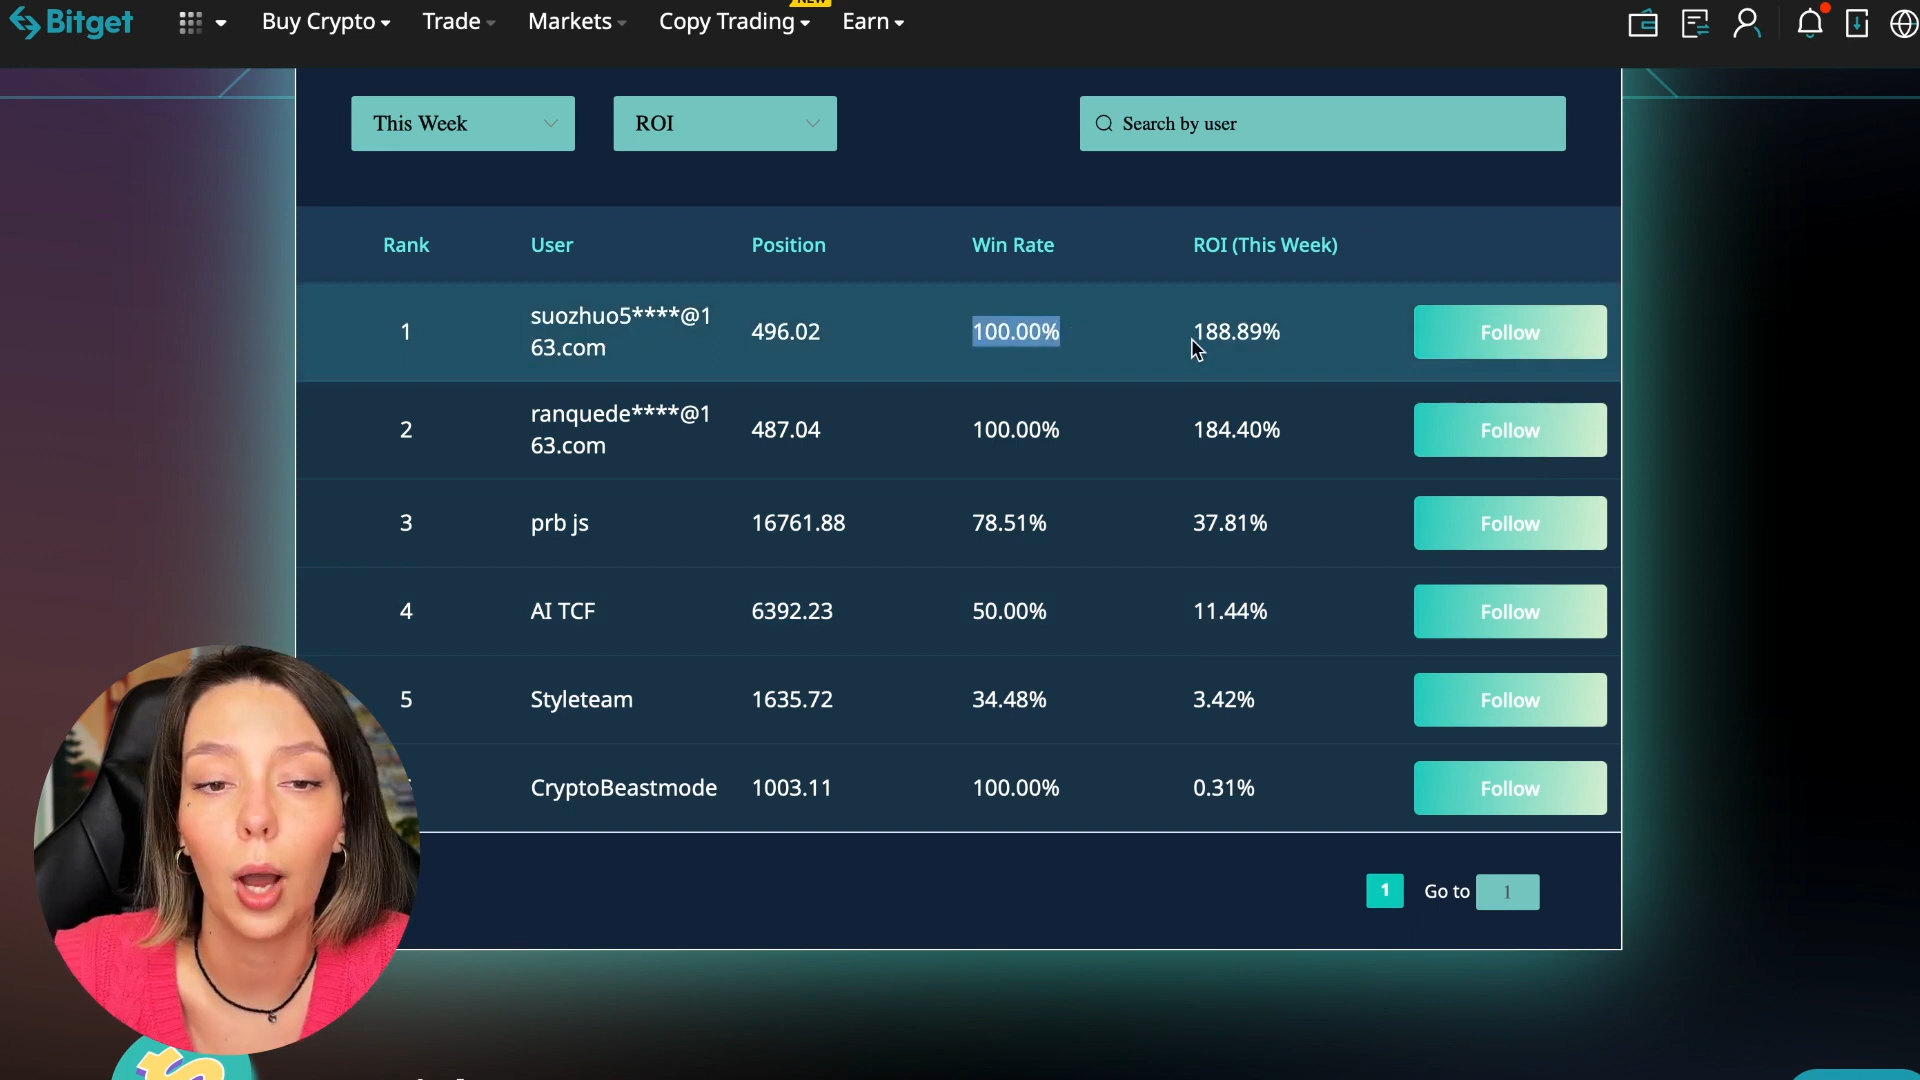 Bitget
Buy Crypto
Trade
Markets
Copy Trading
NEW
Earn
This Week
ROI
Search by user
Rank
User
Position
Win Rate
ROI (This Week)
1
suozhuo5****@1
63.com
496.02
100.00%
188.89%
Follow
2
ranquede****@1
63.com
487.04
100.00%
184.40%
Follow
3
prb js
16761.88
78.51%
37.81%
Follow
4
AI TCF
6392.23
50.00%
11.44%
Follow
5
Styleteam
1635.72
34.48%
3.42%
Follow
CryptoBeastmode
1003.11
100.00%
0.31%
Follow
1
Go to
1